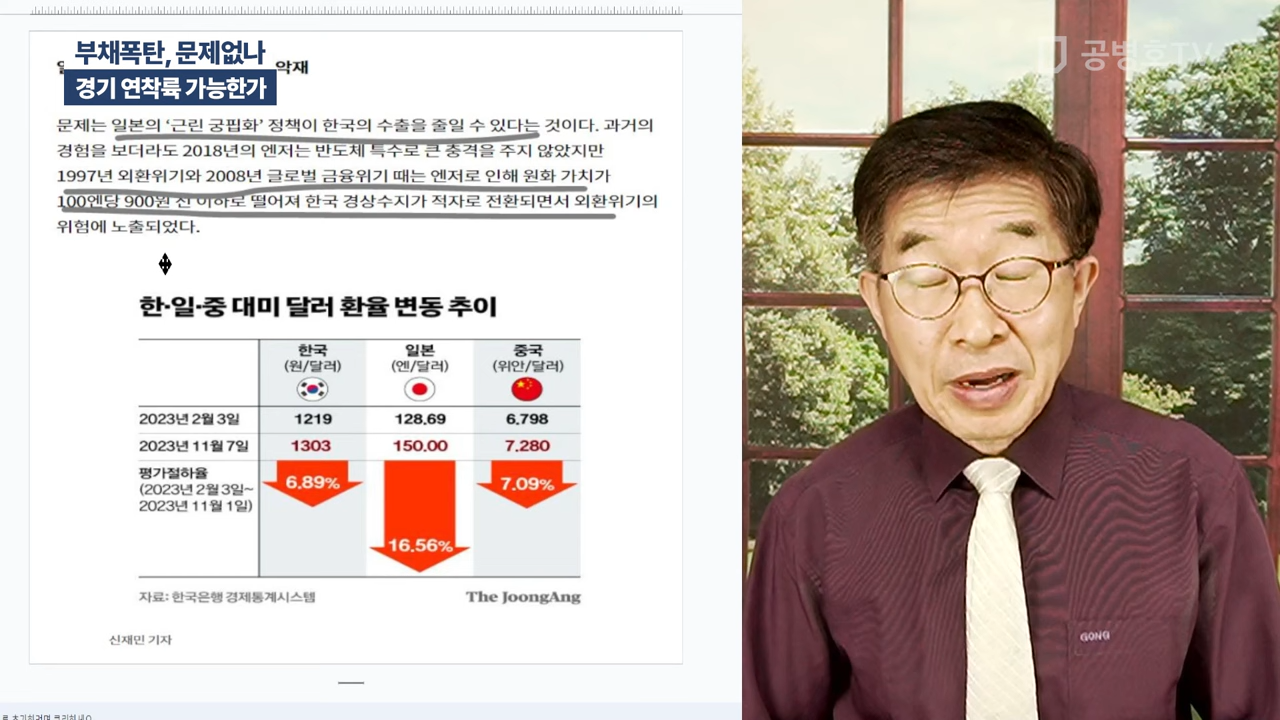 부채폭탄, 문제없나
악재
경기 연착륙 가능한가
공병호TV
문제는 일본의 ‘근린 궁핍화’ 정책이 한국의 수출을 줄일 수 있다는 것이다. 과거의
경험을 보더라도 2018년의 엔저는 반도체 특수로 큰 충격을 주지 않았지만
1997년 외환위기와 2008년 글로벌 금융위기 때는 엔저로 인해 원화 가치가
100엔당 900원 선 이하로 떨어져 한국 경상수지가 적자로 전환되면서 외환위기의
위험에 노출되었다.
한·일·중 대미 달러 환율 변동 추이
한국 일본 중국
(원/달러) (엔/달러) (위안/달러)
2023년 2월 3일 1219 128.69 6.798
2023년 11월 7일 1303 150.00 7.280
평가절하율
(2023년 2월 3일~
2023년 11월 1일)
6.89% 16.56% 7.09%
자료: 한국은행 경제통계시스템 The JoongAng
신재민 기자
GONG